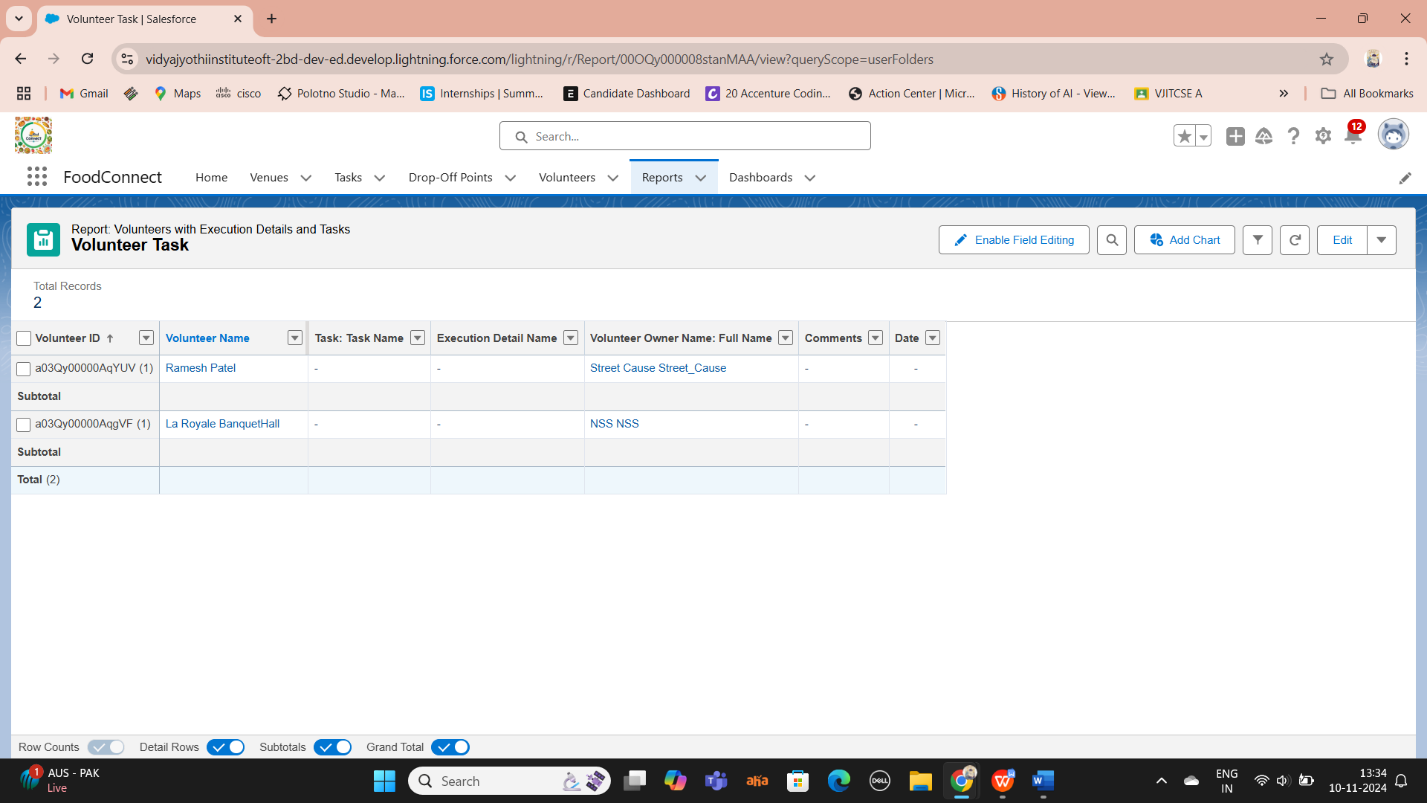 Volunteer Task | Salesforce
vidyajyothiinstituteoft-2bd-dev-ed.develop.lightning.force.com/lightning/r/Report/00OQy000008stanMAA/view?queryScope=userFolders
Gmail Maps cisco Polotno Studio - Ma... Internships | Summ... Candidate Dashboard 20 Accenture Codin... Action Center | Micr... History of AI - View... VJITCSE A » All Bookmarks
Search...
12
FoodConnect Home Venues Tasks Drop-Off Points Volunteers Reports Dashboards
Report: Volunteers with Execution Details and Tasks
Volunteer Task
Enable Field Editing Add Chart Edit
Total Records
2
Volunteer ID ↑ Volunteer Name Task: Task Name Execution Detail Name Volunteer Owner Name: Full Name Comments Date
a03Qy00000AqYUV (1) Ramesh Patel - - Street Cause Street_Cause - -
Subtotal
a03Qy00000AqgVF (1) La Royale BanquetHall - - NSS NSS - -
Subtotal
Total (2)
Row Counts Detail Rows Subtotals Grand Total
1 AUS - PAK
Live
Search
aha
DELL
ENG
IN
13:34
10-11-2024